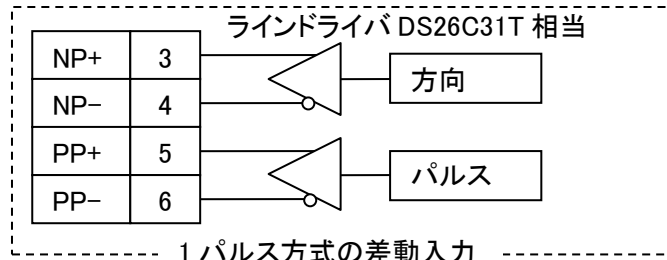 ラインドライバ DS26C31T 相当
NP+ 3
NP− 4
方向
PP+ 5
PP− 6
パルス
1 パルス方式の差動入力